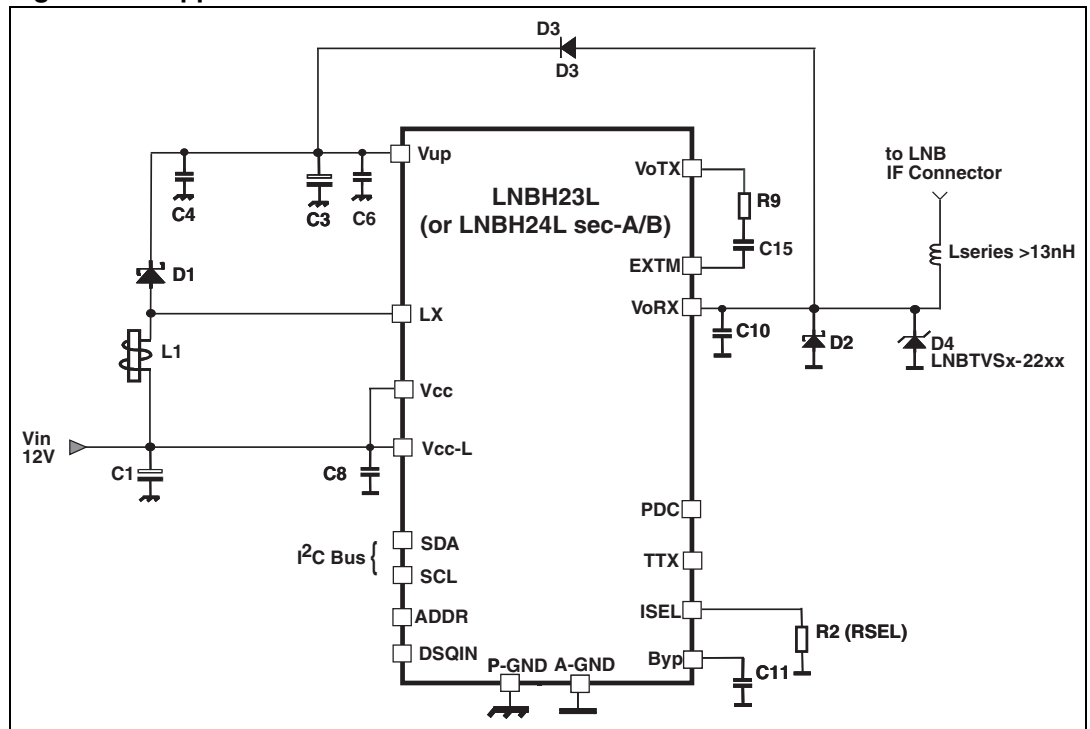 D3
D3
Vup
VoTX
to LNB
IF Connector
LNBH23L
(or LNBH24L sec-A/B)
R9
C4
C3
C6
C15
EXTM
Lseries >13nH
D1
VoRX
LX
C10
D2
D4
LNBTVSx-22xx
L1
Vcc
Vin
12V
Vcc-L
C1
C8
PDC
SDA
I2C Bus {
TTX
SCL
ISEL
ADDR
R2 (RSEL)
DSQIN
Byp
P-GND A-GND
C11